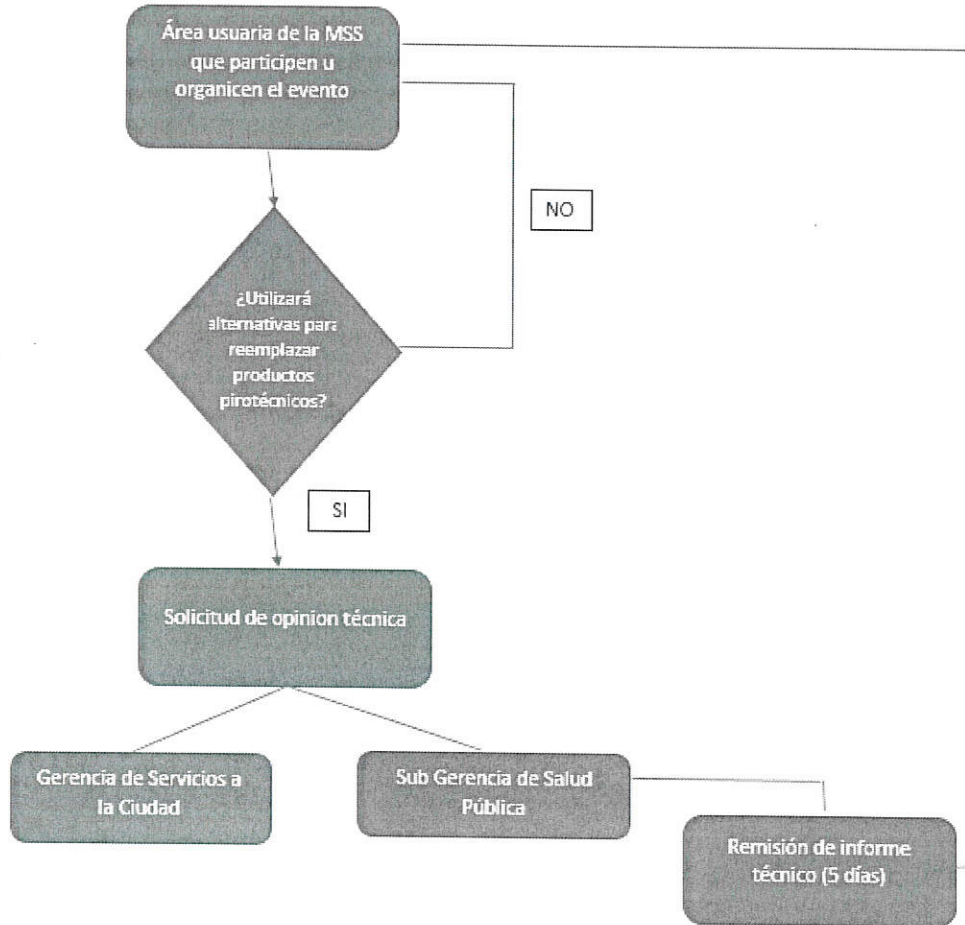 Área usuaria de la MSS
que participen u
organicen el evento
NO
¿Utilizará
alternativas para
reemplazar
productos
pirotécnicos?
SI
Solicitud de opinion técnica
Gerencia de Servicios a
la Ciudad
Sub Gerencia de Salud
Pública
Remisión de informe
técnico (5 días)